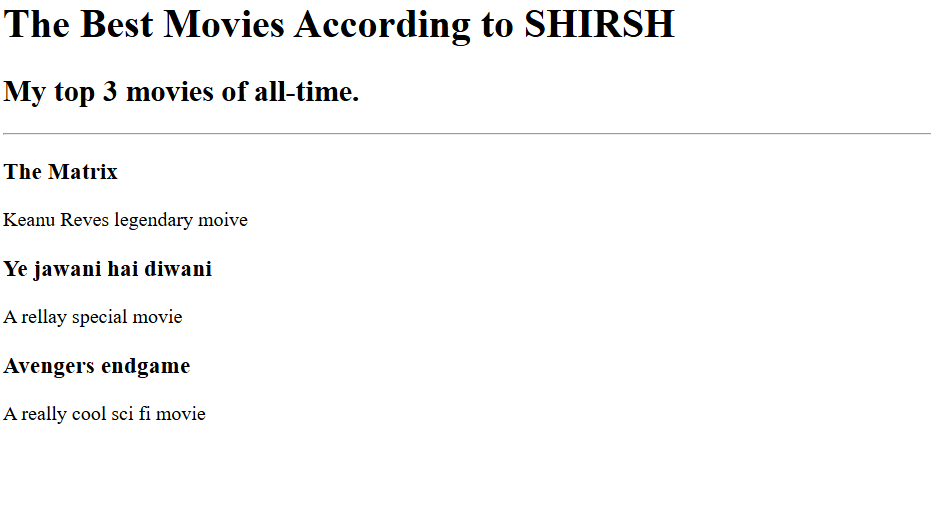 The Best Movies According to SHIRSH
My top 3 movies of all-time.
The Matrix
Keanu Reves legendary moive
Ye jawani hai diwani
A rellay special movie
Avengers endgame
A really cool sci fi movie